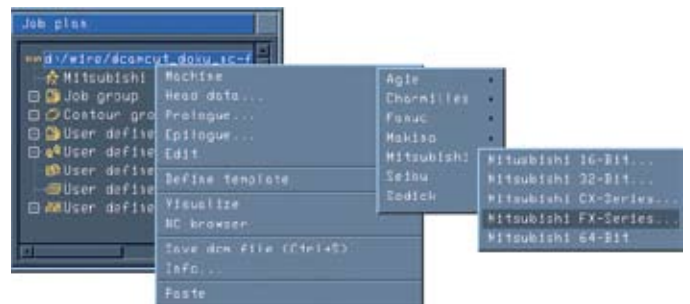 Job plan
d:/wire/dcamcut_doku_sc-f
Mitsubishi
Job group
Contour gro
User define
User define
User define
User define
User define
Machine
Head data...
Prologue...
Epilogue...
Edit
Define template
Visualize
NC browser
Save dcm file (Ctrl+S)
Info...
Paste
Agie
Charmilles
Fanuc
Makino
Mitsubishi
Seibu
Sodick
Mitsubishi 16-Bit...
Mitsubishi 32-Bit...
Mitsubishi CX-Series...
Mitsubishi FX-Series...
Mitsubishi 64-Bit